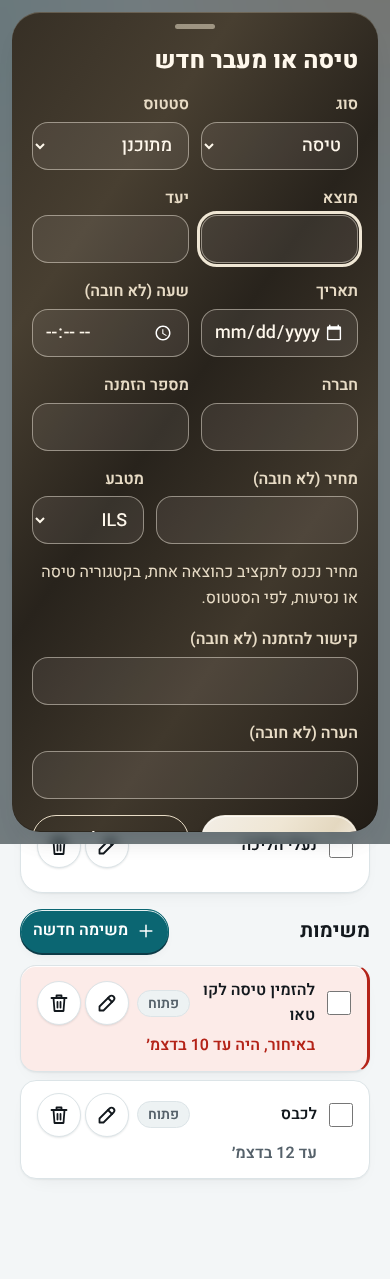 טיסה או מעבר חדש
סוג
סטטוס
טיסה
מתוכנן
מוצא
יעד
תאריך
שעה (לא חובה)
mm/dd/yyyy
--:-- --
חברה
מספר הזמנה
מחיר (לא חובה)
מטבע
ILS
מחיר נכנס לתקציב כהוצאה אחת, בקטגוריה טיסה
או נסיעות, לפי הסטטוס.
קישור להזמנה (לא חובה)
הערה (לא חובה)
נעלי הליכה
משימות
משימה חדשה
להזמין טיסה לקו
טאו
פתוח
באיחור, היה עד 10 בדצמ׳
לכבס
פתוח
עד 12 בדצמ׳